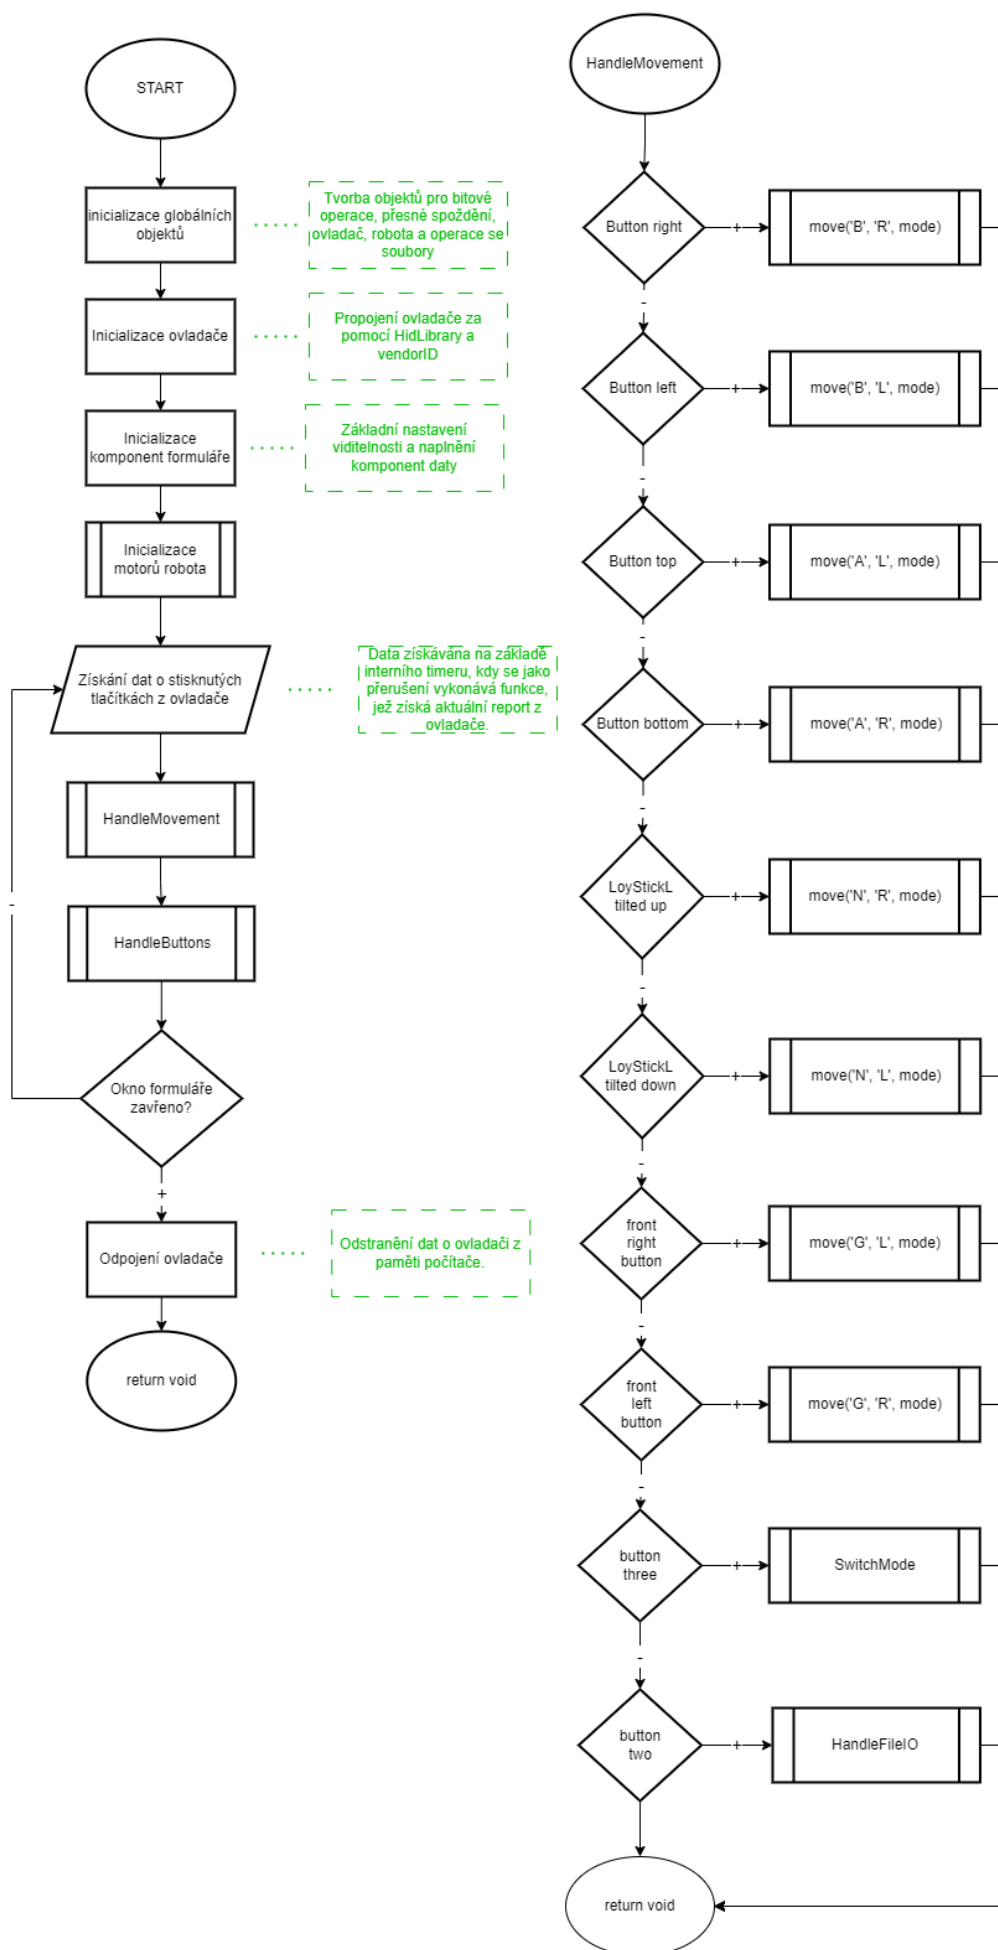 START
inicializace globálních
objektů
Tvorba objektů pro bitové
operace, přesné spoždění,
ovladač, robota a operace se
soubory
Inicializace ovladače
Propojení ovladače za
pomocí HidLibrary a
vendorID
Inicializace
komponent formuláře
Základní nastavení
viditelnosti a naplnění
komponent daty
Inicializace
motorů robota
Získání dat o stisknutých
tlačítkách z ovladače
Data získávána na základě
interního timeru, kdy se jako
přerušení vykonává funkce,
jež získá aktuální report z
ovladače.
HandleMovement
HandleButtons
-
Okno formuláře
zavřeno?
+
Odpojení ovladače
Odstranění dat o ovladači z
paměti počítače.
return void
HandleMovement
Button right
+
move('B', 'R', mode)
-
Button left
+
move('B', 'L', mode)
-
Button top
+
move('A', 'L', mode)
-
Button bottom
+
move('A', 'R', mode)
-
LoyStickL
tilted up
+
move('N', 'R', mode)
-
LoyStickL
tilted down
+
move('N', 'L', mode)
-
front
right
button
+
move('G', 'L', mode)
-
front
left
button
+
move('G', 'R', mode)
-
button
three
+
SwitchMode
-
button
two
+
HandleFileIO
return void